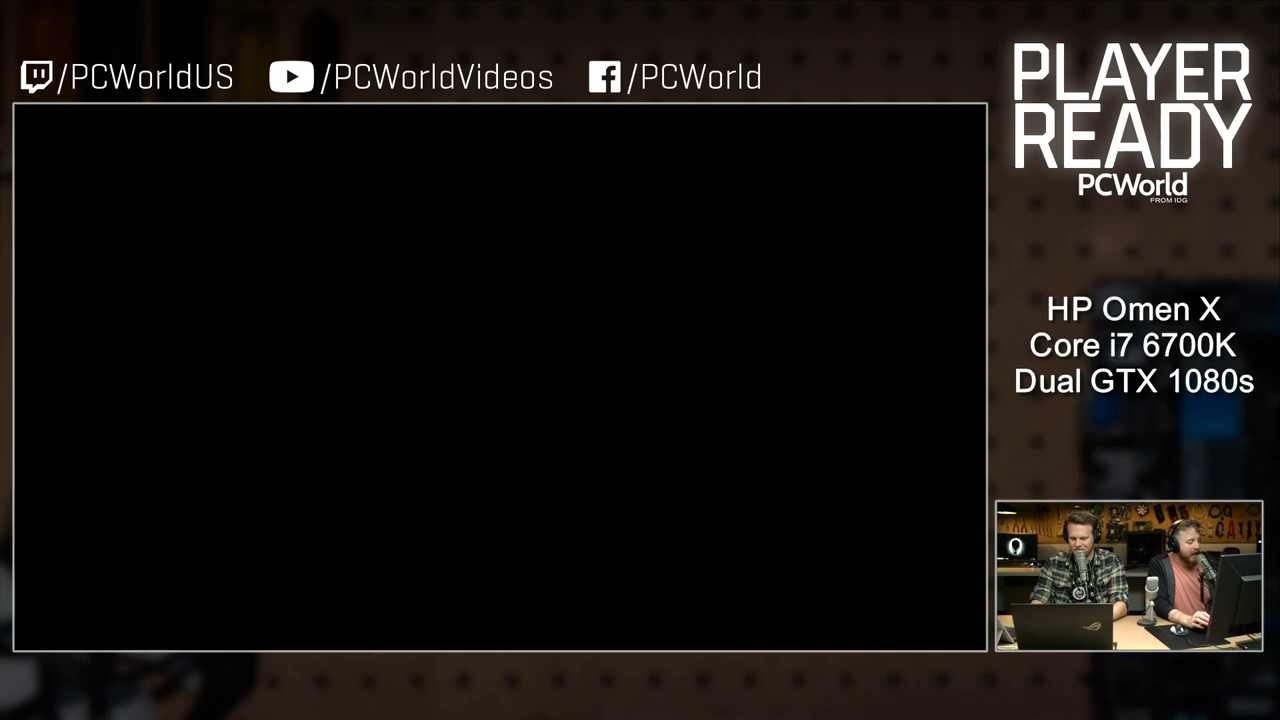 /PCWorldUS /PCWorldVideos /PCWorld
PLAYER
READY
PCWorld
FROM IDG
HP Omen X
Core i7 6700K
Dual GTX 1080s